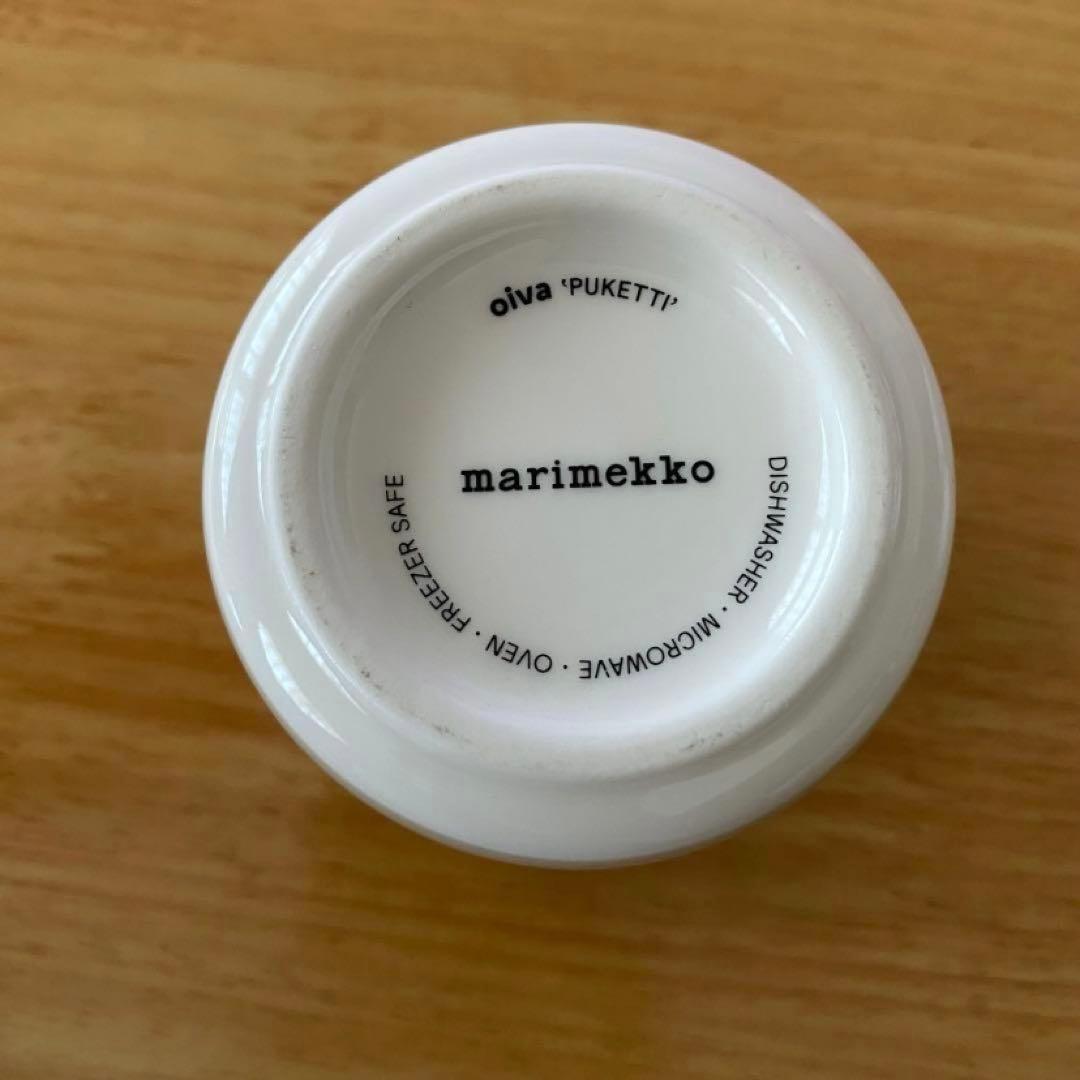 oiva ‘PUKETTI’
marimekko
DISHWASHER · MICROWAVE · OVEN · FREEZER SAFE